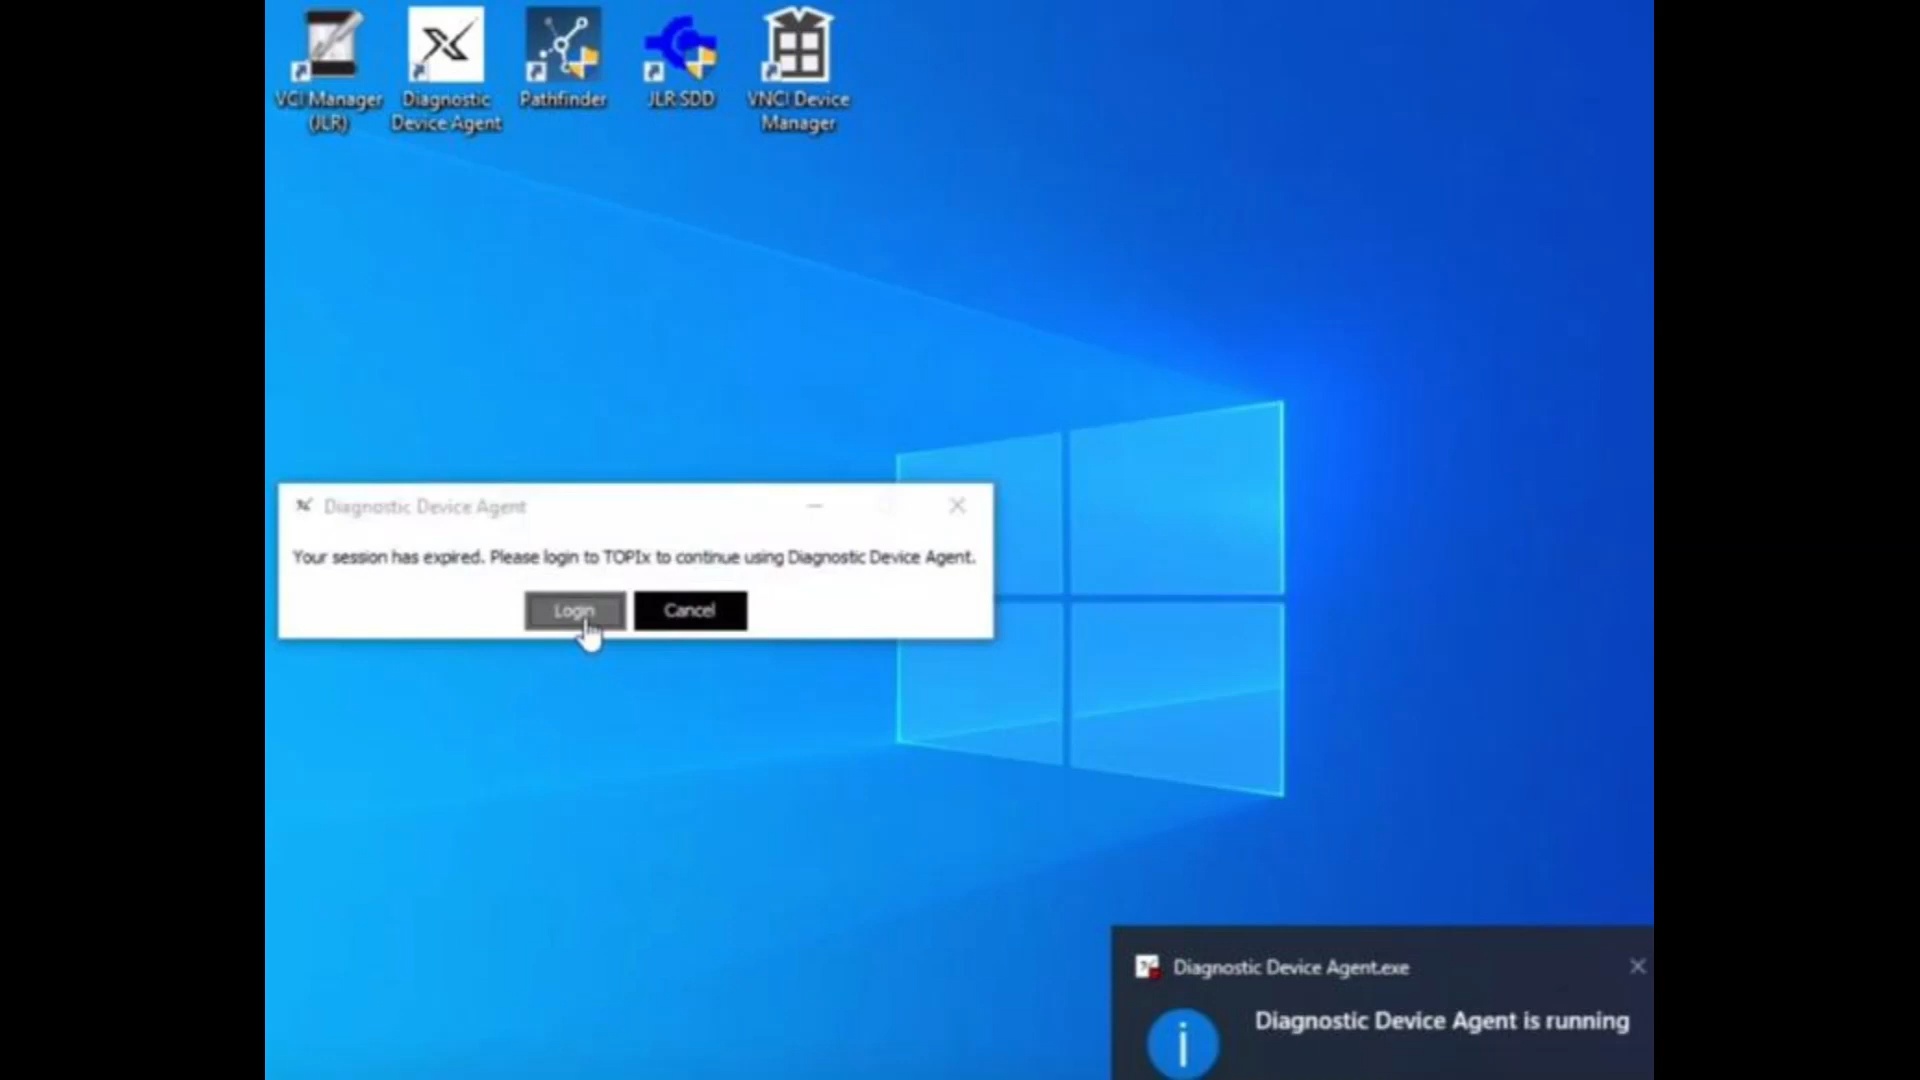 VCI Manager
(JLR)
Diagnostic
Device Agent
Pathfinder
JLR SDD
VNCI Device
Manager
Diagnostic Device Agent
Your session has expired. Please login to TOPIx to continue using Diagnostic Device Agent.
Login
Cancel
Diagnostic Device Agent.exe
Diagnostic Device Agent is running